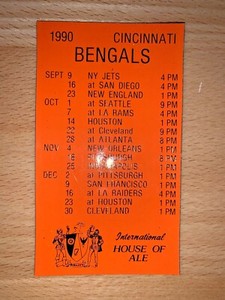 1990 CINCINNATI
BENGALS
SEPT 9 NY JETS 4 PM
16 at SAN DIEGO 4 PM
23 NEW ENGLAND 1 PM
OCT 1 at SEATTLE 9 PM
7 at LA RAMS 4 PM
14 HOUSTON 1 PM
at Cleveland 9 PM
28 at ATLANTA 1 PM
NOV 4 NEW ORLEANS 1 PM
18 8 PM
25 1 PM
DEC 2 at PITTSBURGH 1 PM
9 SAN FRANCISCO 1 PM
16 at LA RAIDERS 4 PM
23 at HOUSTON 1 PM
30 CLEVELAND 1 PM
International
HOUSE OF
ALE